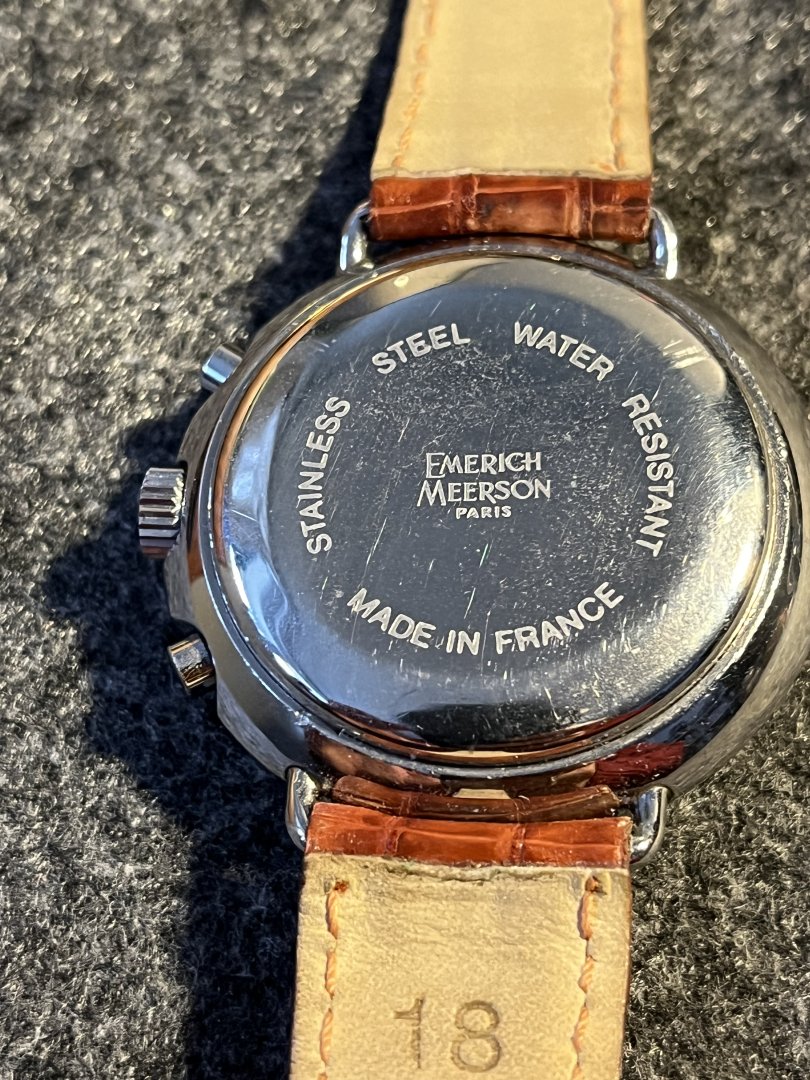 STAINLESS STEEL WATER RESISTANT
EMERICH
MEERSON
PARIS
MADE IN FRANCE
18